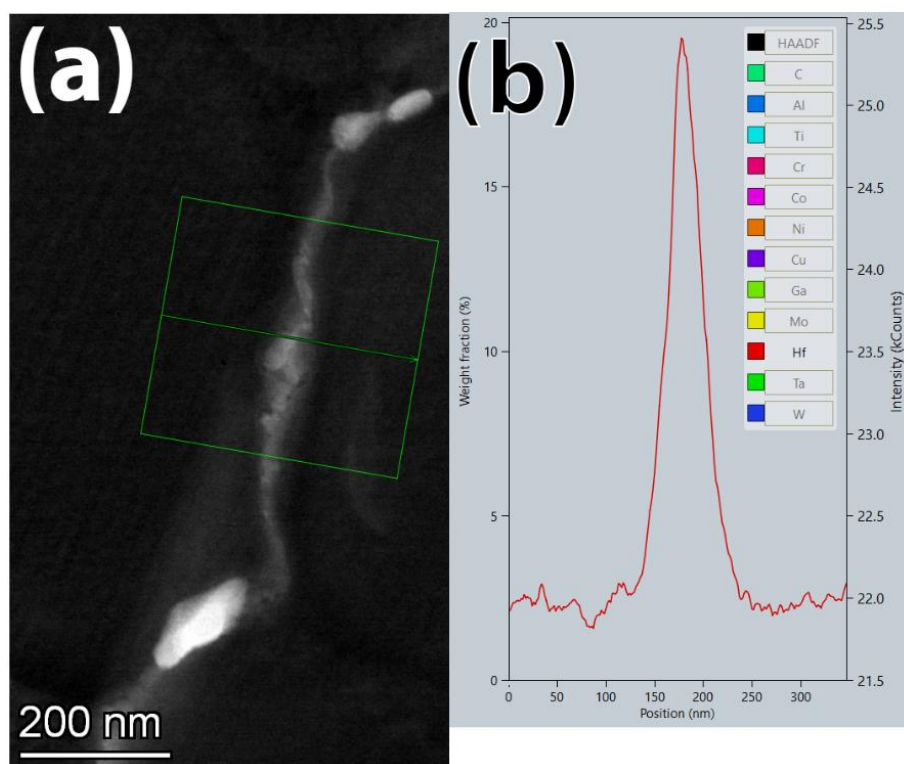 (a)
200 nm
(b)
20
15
10
5
0
Weight fraction (%)
0 50 100 150 200 250 300
Position (nm)
25.5
25.0
24.5
24.0
23.5
23.0
22.5
22.0
21.5
Intensity (kCounts)
HAADF
C
Al
Ti
Cr
Co
Ni
Cu
Ga
Mo
Hf
Ta
W